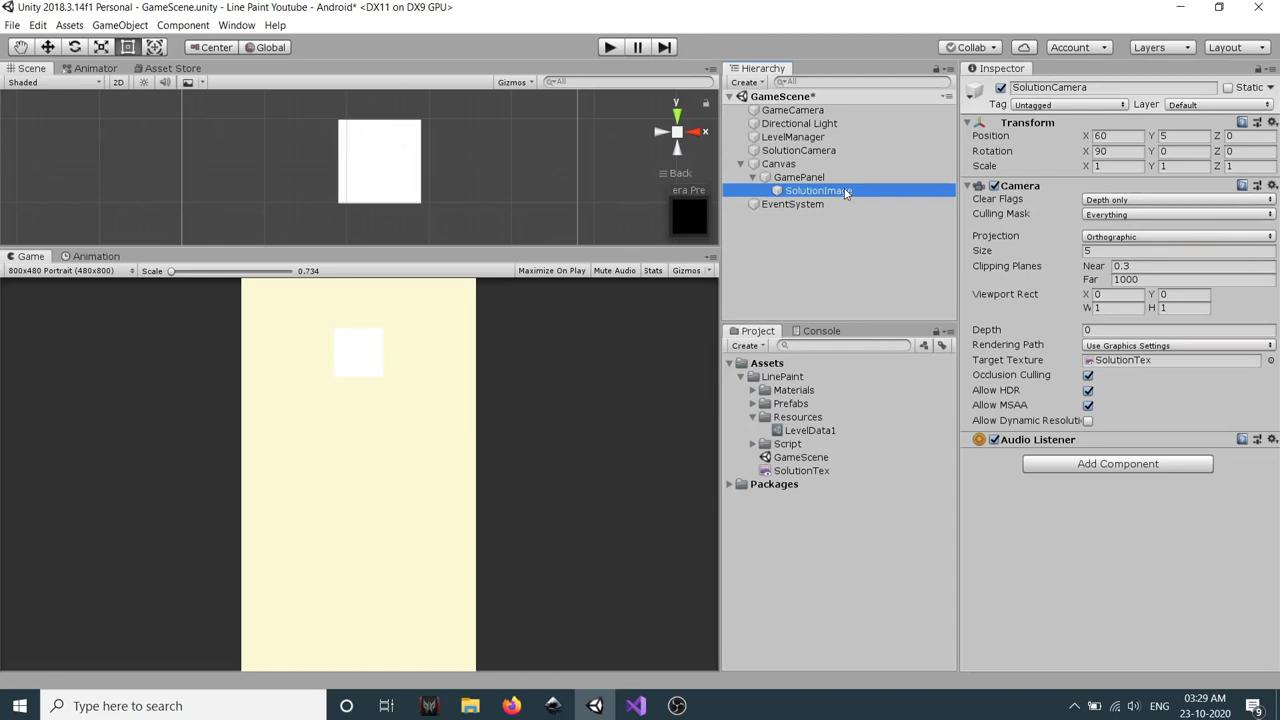 Unity 2018.3.14f1 Personal - GameScene.unity - Line Paint Youtube - Android* <DX11 on DX9 GPU>
File Edit Assets GameObject Component Window Help
Center Global Collab Account Layers Layout
Scene Animator Asset Store
Shaded 2D Gizmos All
y
x
Back
era Pre
Game Animation
800x480 Portrait (480x800) Scale 0.734 Maximize On Play Mute Audio Stats Gizmos
Hierarchy
Create All
GameScene*
GameCamera
Directional Light
LevelManager
SolutionCamera
Canvas
GamePanel
SolutionImage
EventSystem
Project Console
Create
Assets
LinePaint
Materials
Prefabs
Resources
LevelData1
Script
GameScene
SolutionTex
Packages
Inspector
SolutionCamera Static
Tag Untagged Layer Default
Transform
Position X 60 Y 5 Z 0
Rotation X 90 Y 0 Z 0
Scale X 1 Y 1 Z 1
Camera
Clear Flags Depth only
Culling Mask Everything
Projection Orthographic
Size 5
Clipping Planes Near 0.3
Far 1000
Viewport Rect X 0 Y 0
W 1 H 1
Depth 0
Rendering Path Use Graphics Settings
Target Texture SolutionTex
Occlusion Culling
Allow HDR
Allow MSAA
Allow Dynamic Resoluti
Audio Listener
Add Component
Type here to search
ENG
03:29 AM
23-10-2020
9